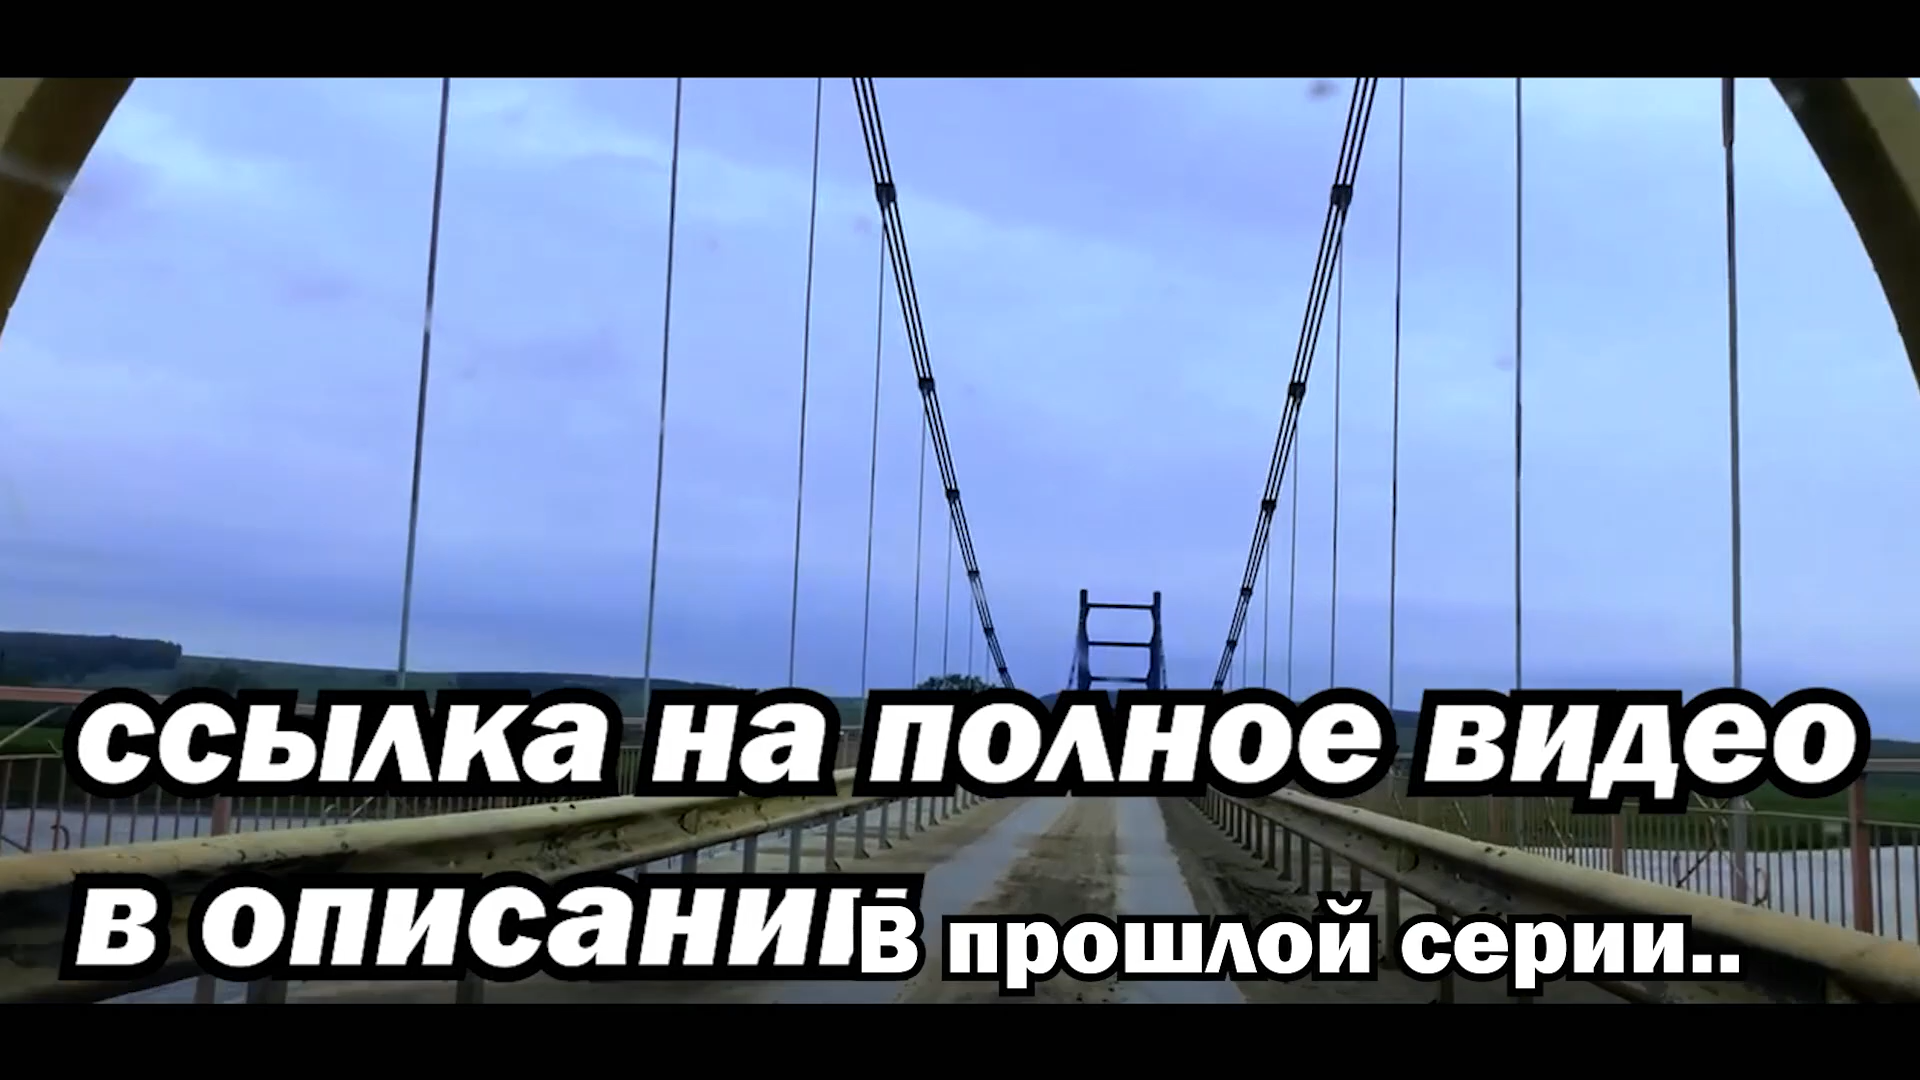 ссылка на полное видео
в описании
В прошлой серии..